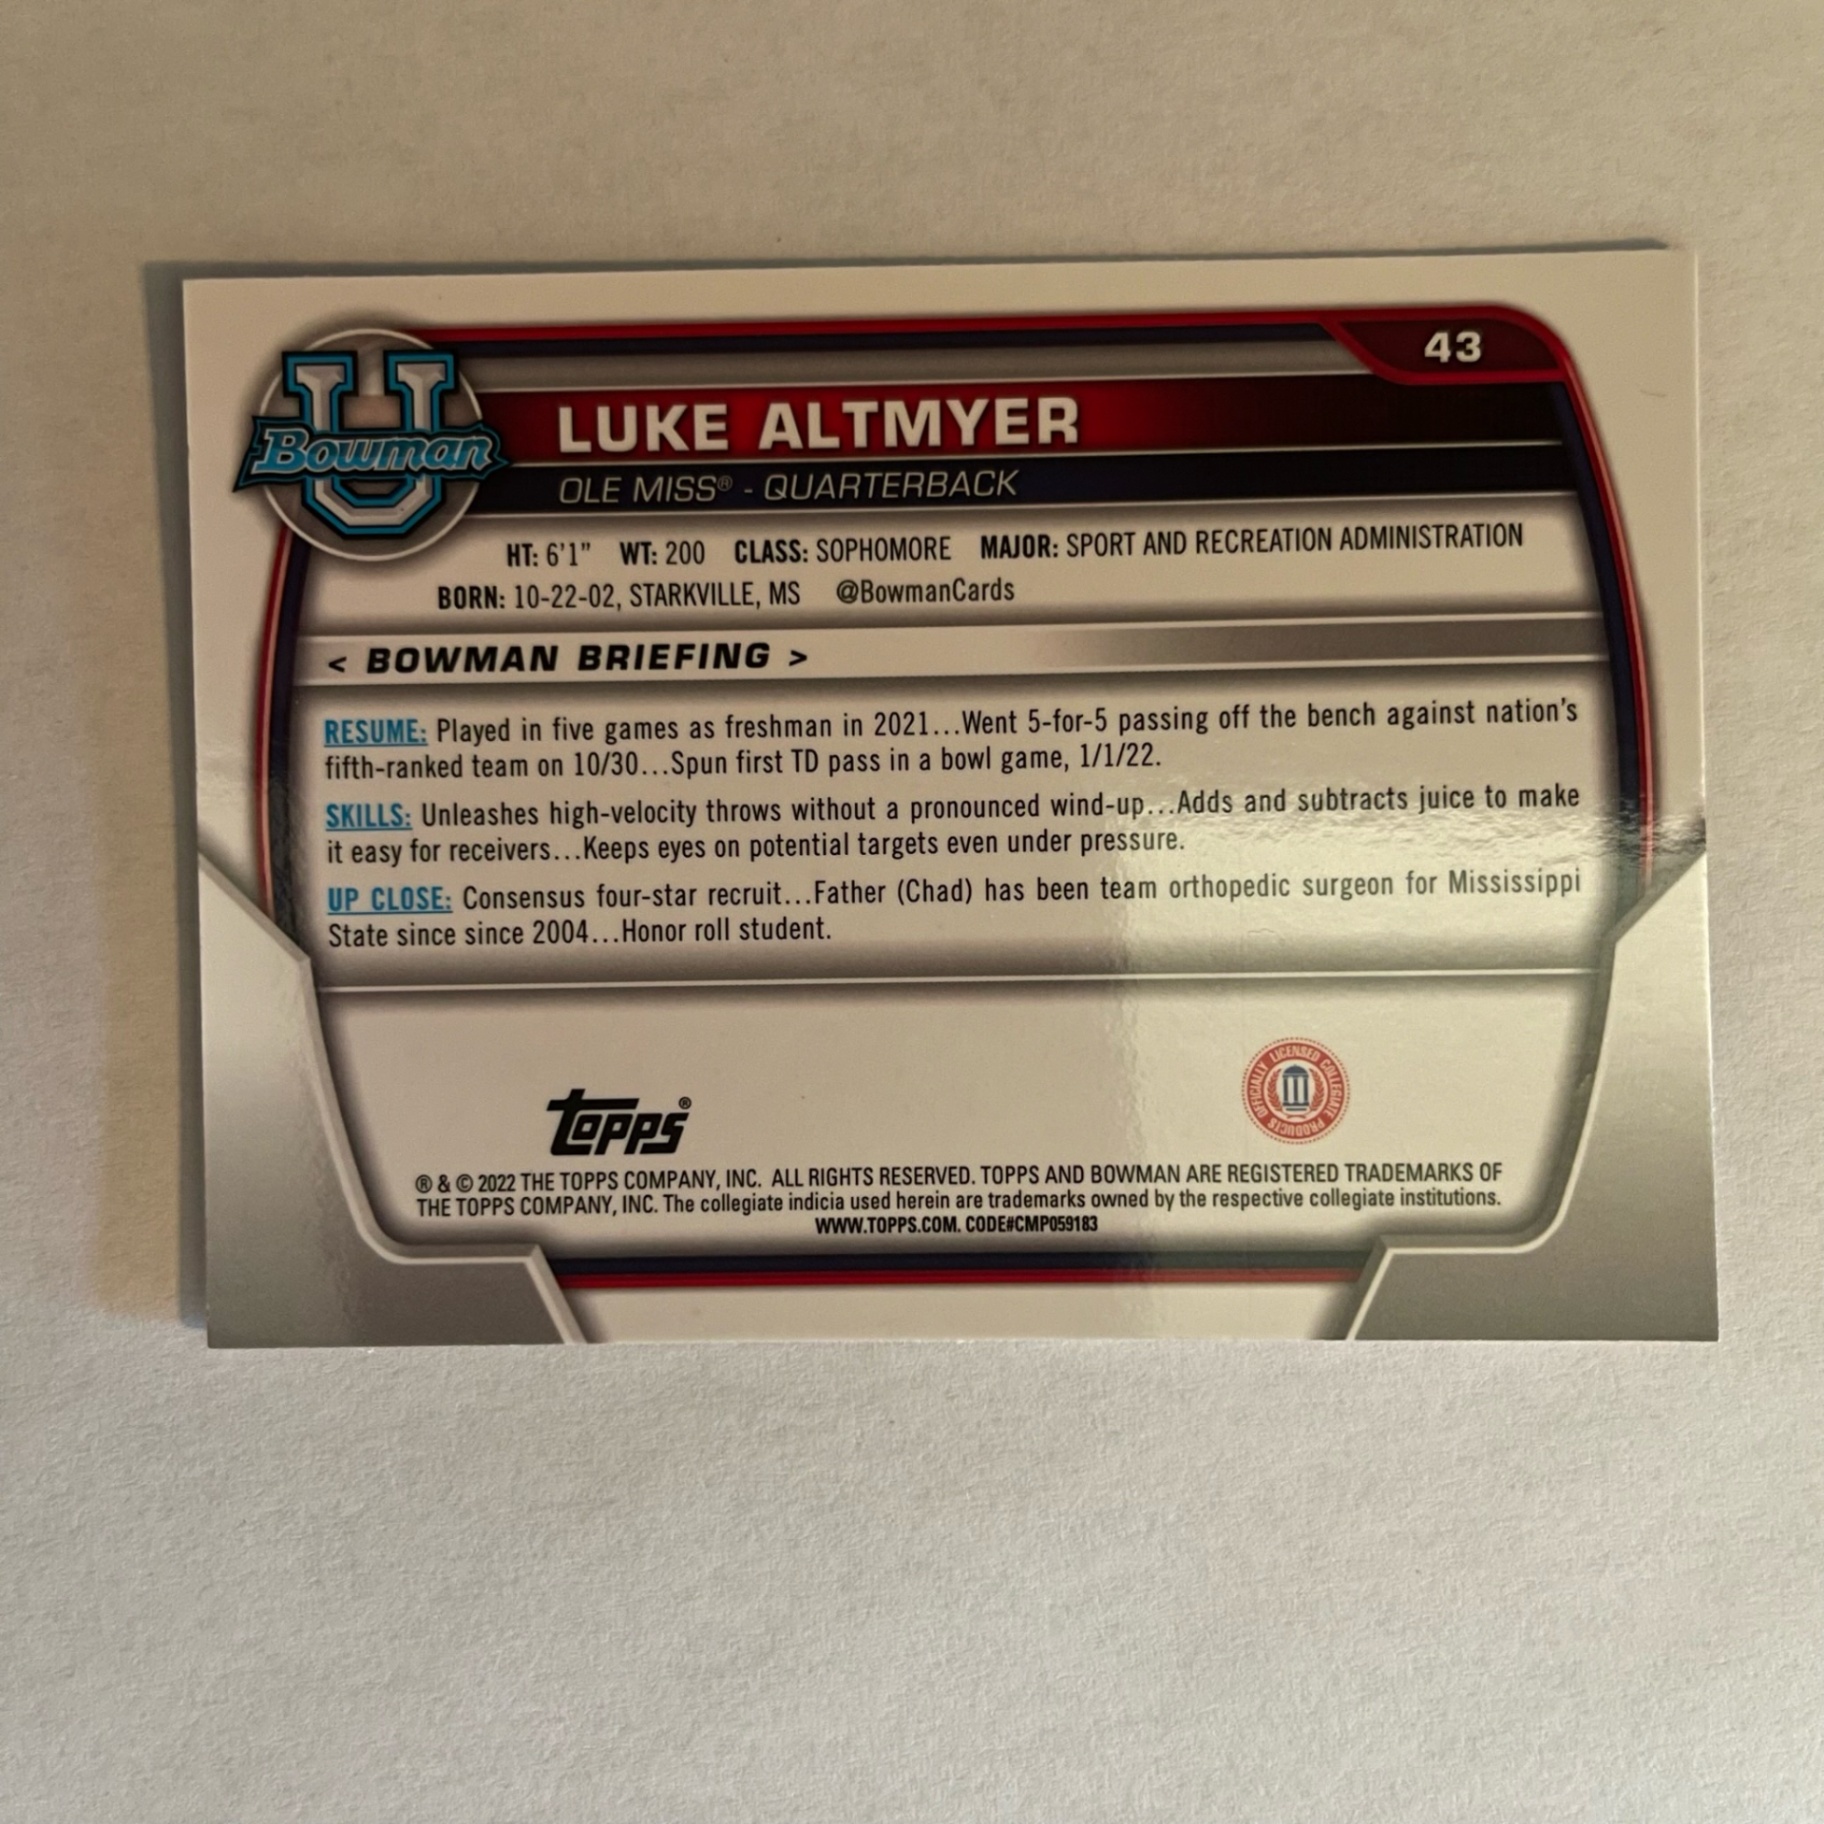 43
U
Bowman
LUKE ALTMYER
OLE MISS® - QUARTERBACK
HT: 6'1" WT: 200 CLASS: SOPHOMORE MAJOR: SPORT AND RECREATION ADMINISTRATION
BORN: 10-22-02, STARKVILLE, MS @BowmanCards
< BOWMAN BRIEFING >
RESUME: Played in five games as freshman in 2021...Went 5-for-5 passing off the bench against nation's
fifth-ranked team on 10/30...Spun first TD pass in a bowl game, 1/1/22.
SKILLS: Unleashes high-velocity throws without a pronounced wind-up...Adds and subtracts juice to make
it easy for receivers...Keeps eyes on potential targets even under pressure.
UP CLOSE: Consensus four-star recruit...Father (Chad) has been team orthopedic surgeon for Mississippi
State since since 2004...Honor roll student.
topps®
OFFICIALLY LICENSED COLLEGIATE PRODUCTS
® & © 2022 THE TOPPS COMPANY, INC. ALL RIGHTS RESERVED. TOPPS AND BOWMAN ARE REGISTERED TRADEMARKS OF
THE TOPPS COMPANY, INC. The collegiate indicia used herein are trademarks owned by the respective collegiate institutions.
WWW.TOPPS.COM. CODE#CMP059183